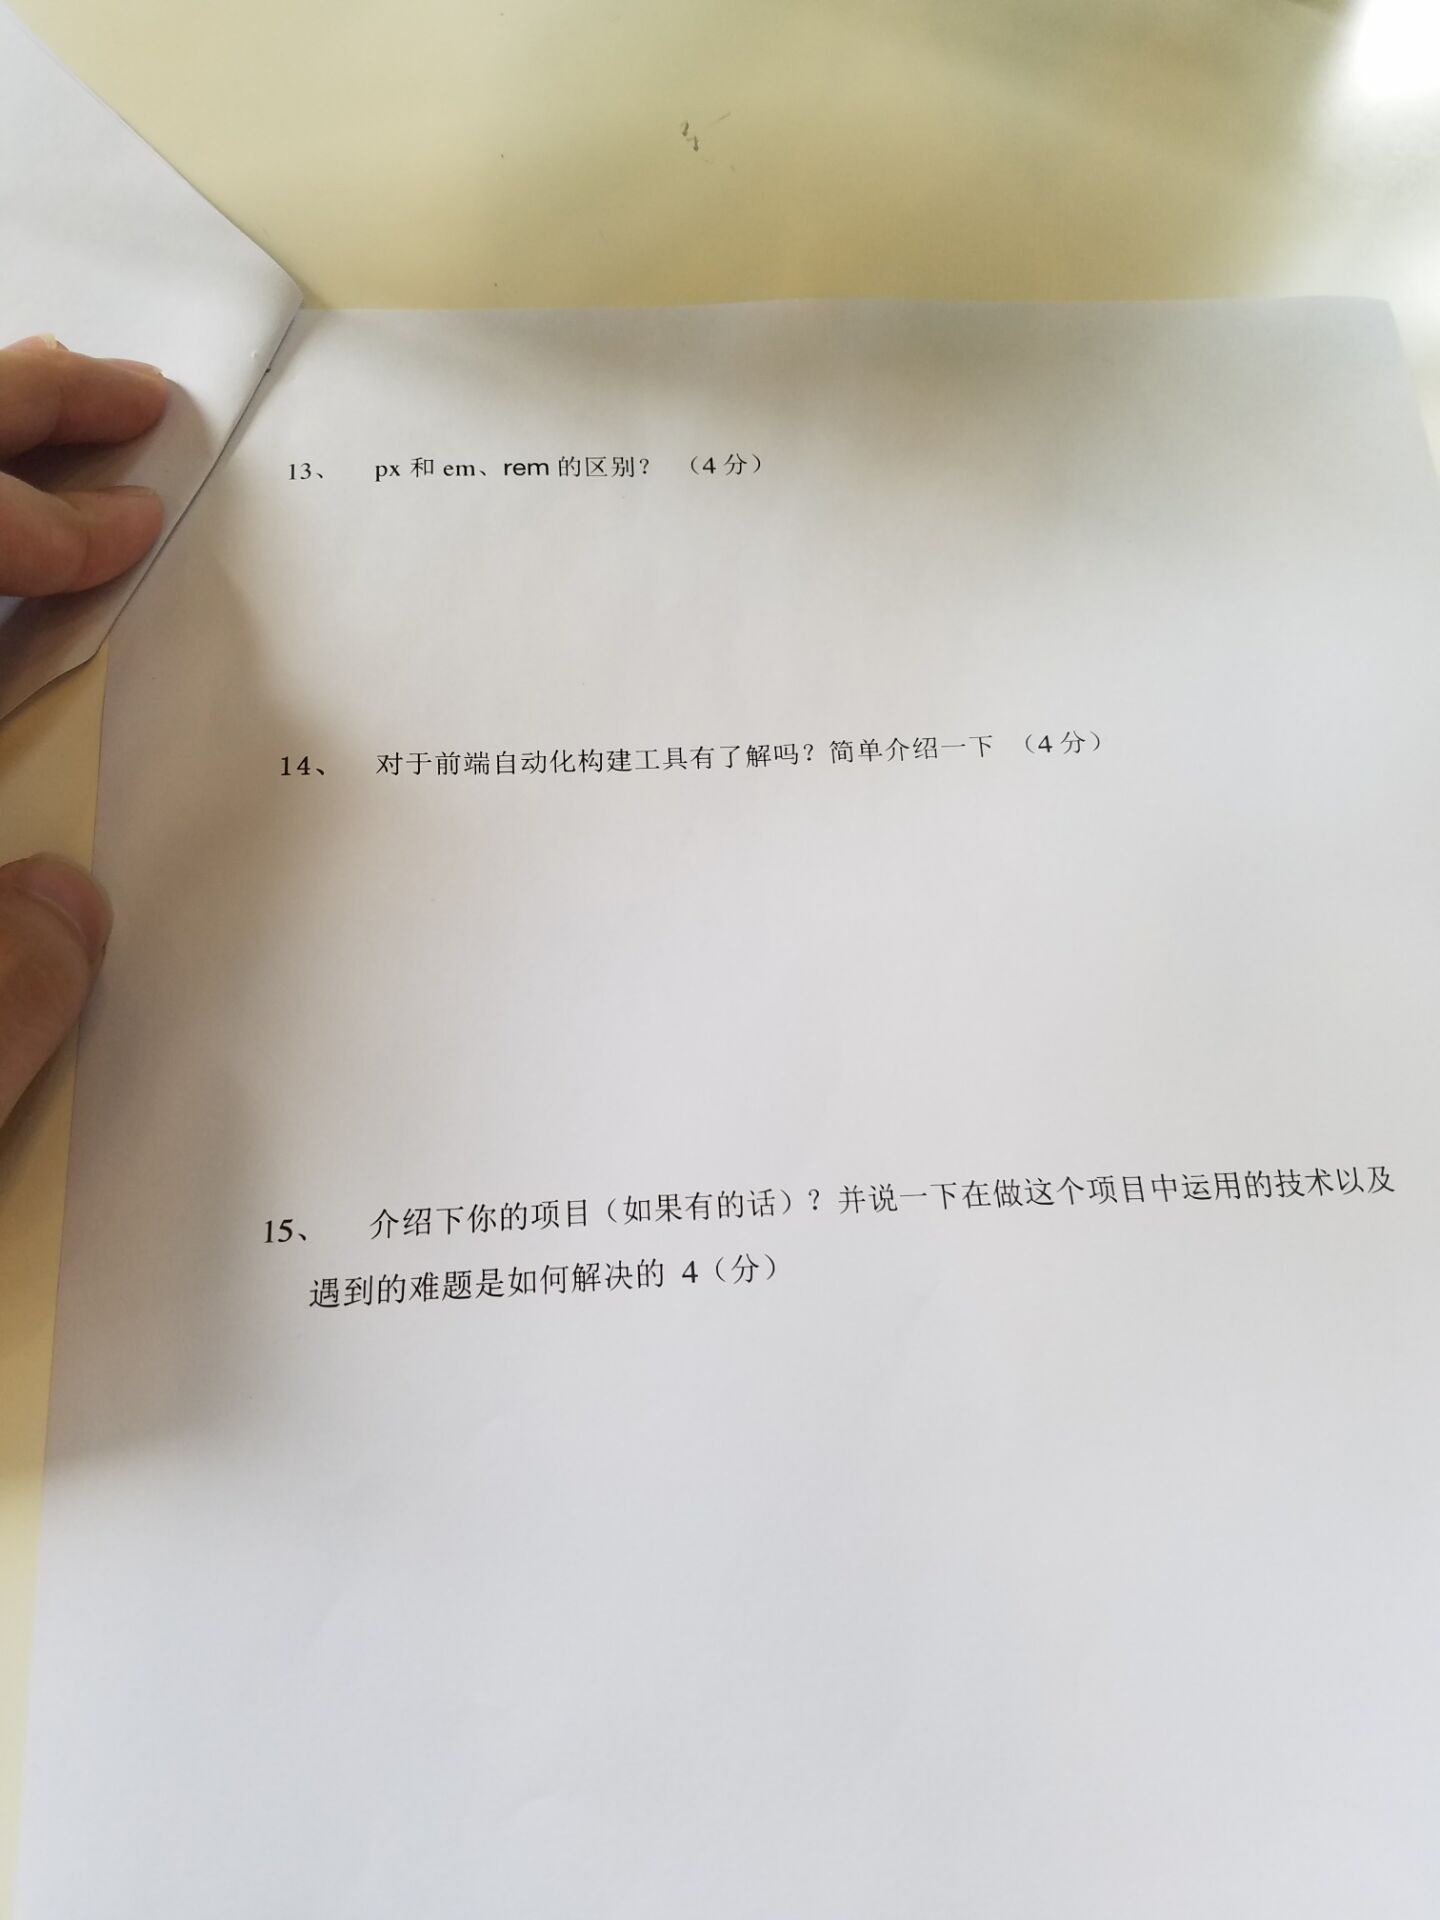 13、 px 和 em、rem 的区别？ （4 分）
14、 对于前端自动化构建工具有了解吗？简单介绍一下 （4 分）
15、 介绍下你的项目（如果有的话）？并说一下在做这个项目中运用的技术以及
遇到的难题是如何解决的 4（分）